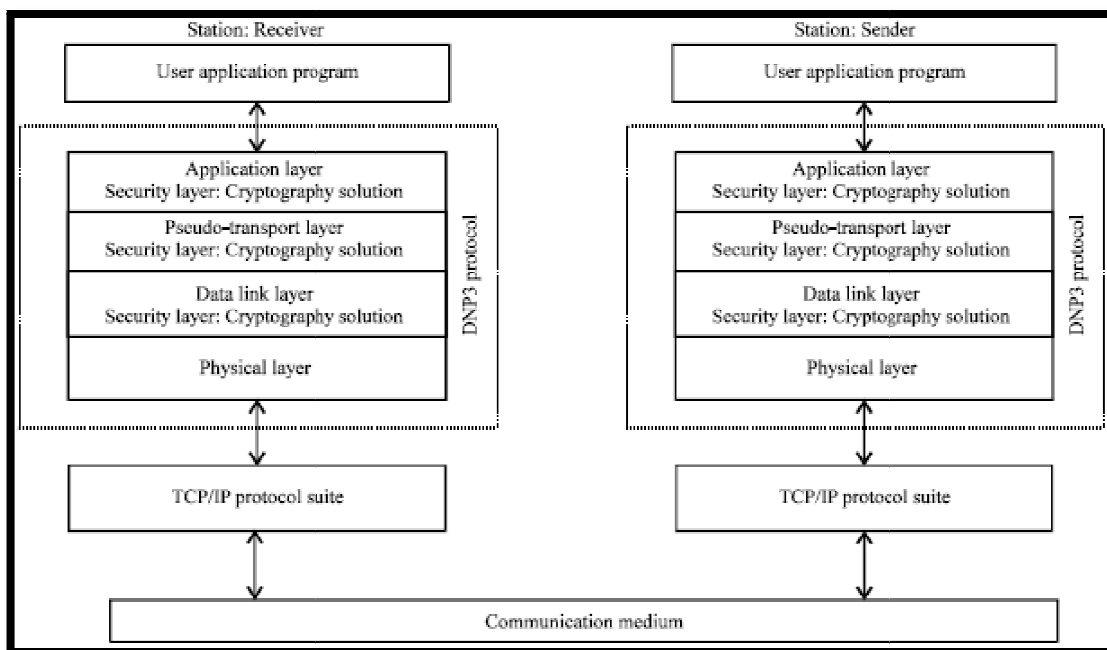 Station: Receiver
User application program
Application layer
Security layer: Cryptography solution
Pseudo-transport layer
Security layer: Cryptography solution
Data link layer
Security layer: Cryptography solution
Physical layer
DNP3 protocol
TCP/IP protocol suite
Station: Sender
User application program
Application layer
Security layer: Cryptography solution
Pseudo-transport layer
Security layer: Cryptography solution
Data link layer
Security layer: Cryptography solution
Physical layer
DNP3 protocol
TCP/IP protocol suite
Communication medium